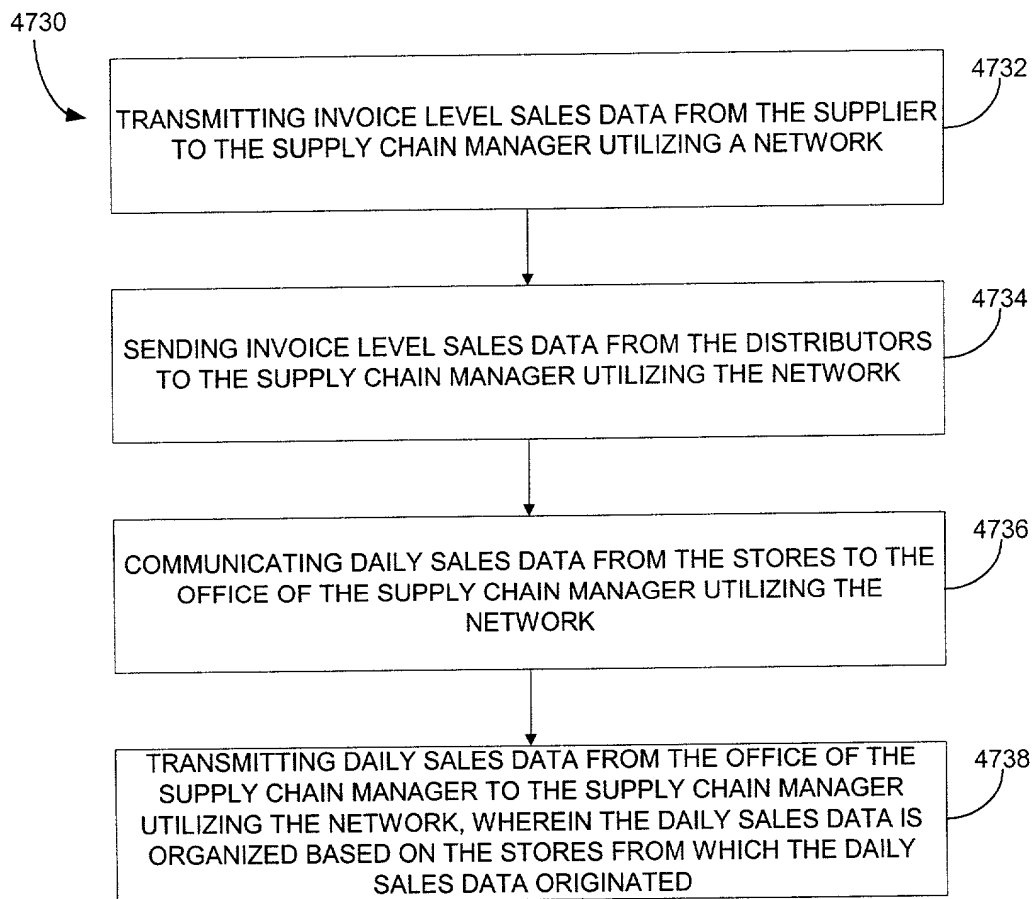 4730
4732
TRANSMITTING INVOICE LEVEL SALES DATA FROM THE SUPPLIER
TO THE SUPPLY CHAIN MANAGER UTILIZING A NETWORK
4734
SENDING INVOICE LEVEL SALES DATA FROM THE DISTRIBUTORS
TO THE SUPPLY CHAIN MANAGER UTILIZING THE NETWORK
4736
COMMUNICATING DAILY SALES DATA FROM THE STORES TO THE
OFFICE OF THE SUPPLY CHAIN MANAGER UTILIZING THE
NETWORK
4738
TRANSMITTING DAILY SALES DATA FROM THE OFFICE OF THE
SUPPLY CHAIN MANAGER TO THE SUPPLY CHAIN MANAGER
UTILIZING THE NETWORK, WHEREIN THE DAILY SALES DATA IS
ORGANIZED BASED ON THE STORES FROM WHICH THE DAILY
SALES DATA ORIGINATED